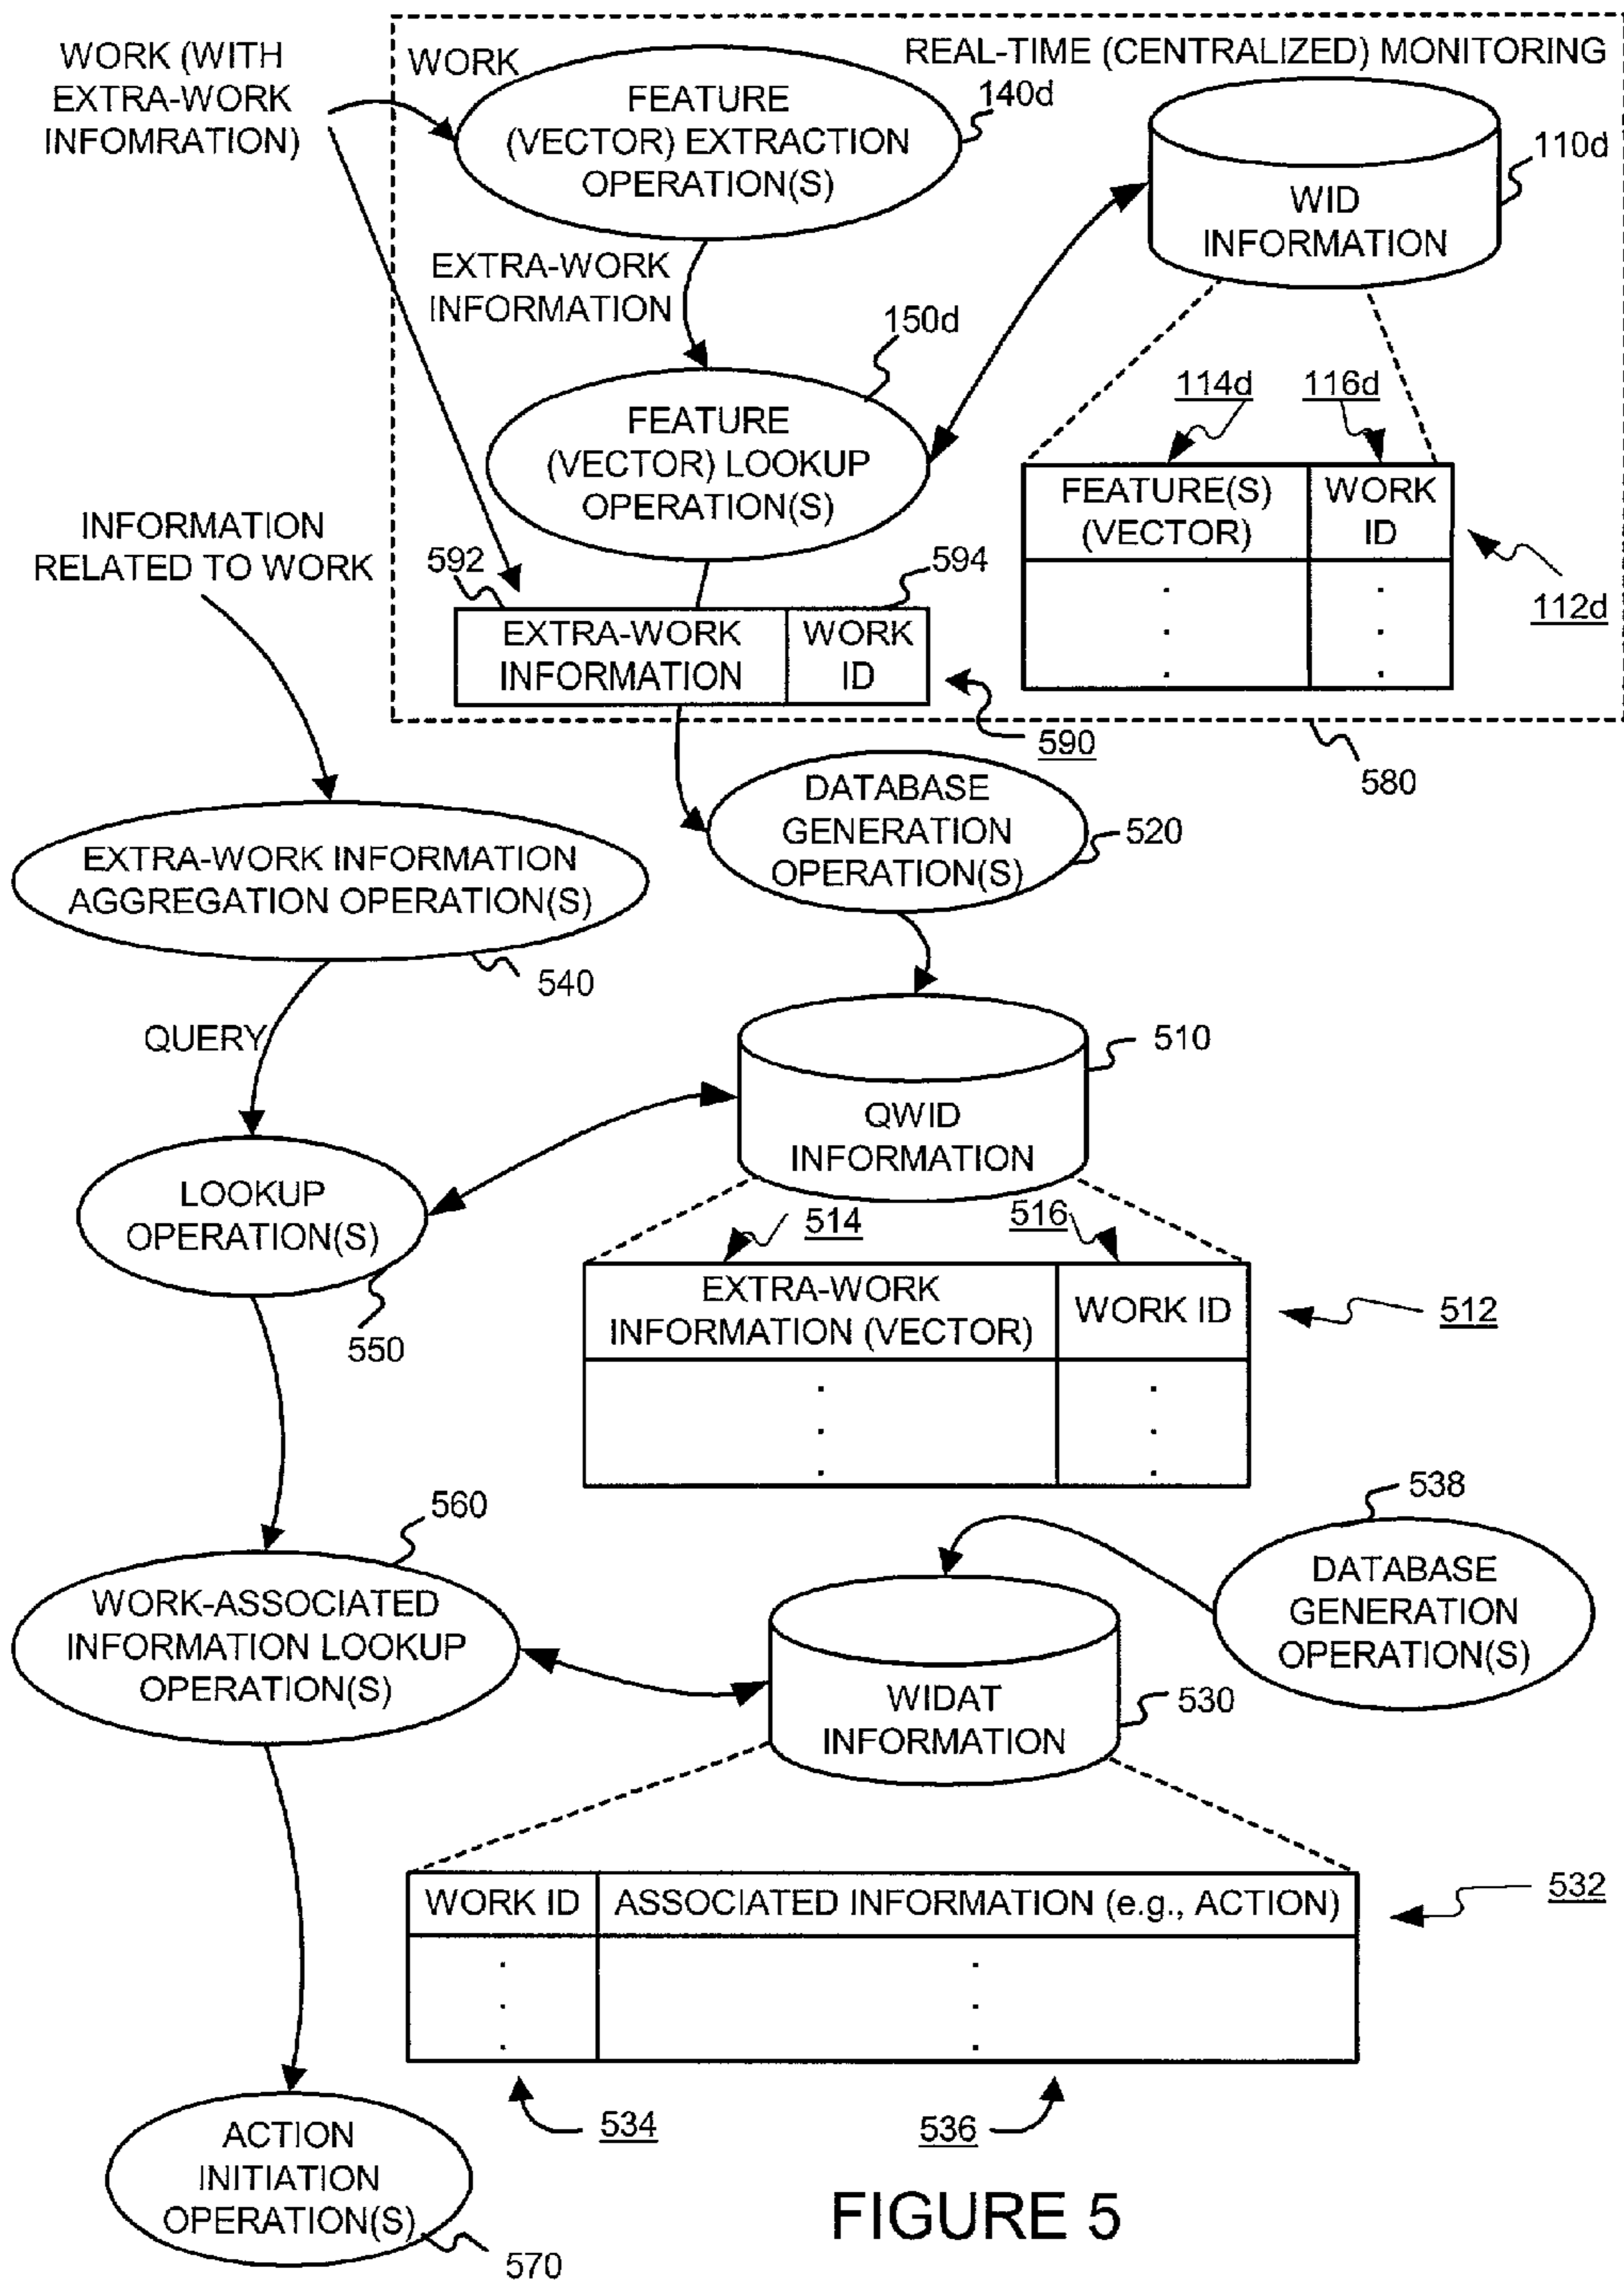 WORK (WITH
EXTRA-WORK
INFOMRATION)
WORK
REAL-TIME (CENTRALIZED) MONITORING
FEATURE
(VECTOR) EXTRACTION
OPERATION(S)
140d
WID
INFORMATION
110d
EXTRA-WORK
INFORMATION
150d
FEATURE
(VECTOR) LOOKUP
OPERATION(S)
114d
116d
FEATURE(S)
(VECTOR)
WORK
ID
.
.
.
.
.
.
112d
INFORMATION
RELATED TO WORK
592
594
EXTRA-WORK
INFORMATION
WORK
ID
590
580
DATABASE
GENERATION
OPERATION(S)
520
EXTRA-WORK INFORMATION
AGGREGATION OPERATION(S)
540
QUERY
510
QWID
INFORMATION
LOOKUP
OPERATION(S)
550
514
516
EXTRA-WORK
INFORMATION (VECTOR)
WORK ID
.
.
.
.
.
.
512
538
DATABASE
GENERATION
OPERATION(S)
560
WORK-ASSOCIATED
INFORMATION LOOKUP
OPERATION(S)
WIDAT
INFORMATION
530
WORK ID
ASSOCIATED INFORMATION (e.g., ACTION)
.
.
.
.
.
.
532
534
536
ACTION
INITIATION
OPERATION(S)
570
FIGURE 5